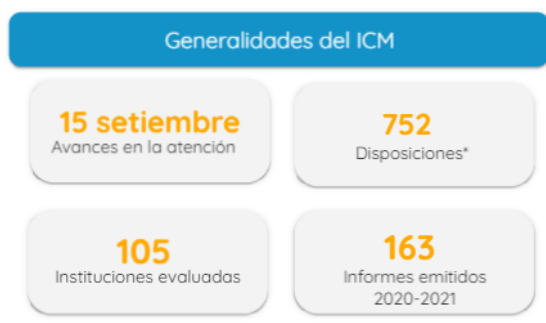 Generalidades del ICM
15 setiembre
Avances en la atención
752
Disposiciones*
105
Instituciones evaluadas
163
Informes emitidos
2020-2021